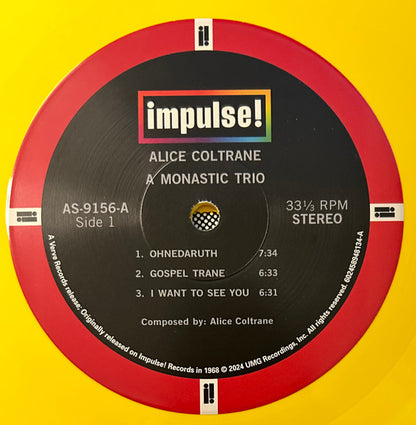 i!
impulse!
ALICE COLTRANE
A MONASTIC TRIO
AS-9156-A
Side 1
33⅓ RPM
STEREO
i!
i!
1. OHNEDARUTH 7:34
2. GOSPEL TRANE 6:33
3. I WANT TO SEE YOU 6:31
Composed by: Alice Coltrane
A Verve Records release: Originally released on Impulse! Records in 1968 © 2024 UMG Recordings, Inc. All rights reserved. 602458948134-A
i!